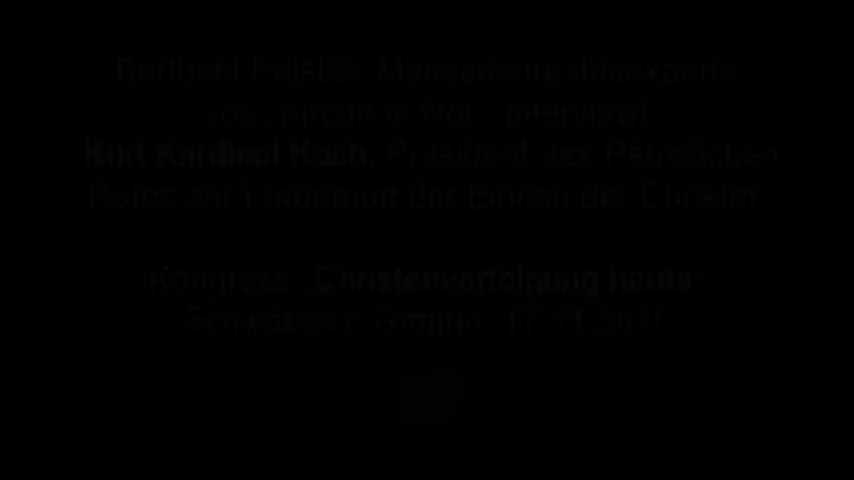 Berthold Pelster, Menschenrechtsexperte
von „Kirche in Not“ interviewt
Kurt Kardinal Koch, Präsident des Päpstlichen
Rates zur Förderung der Einheit der Christen.
Kongress „Christenverfolgung heute“
Schwäbisch Gmünd,